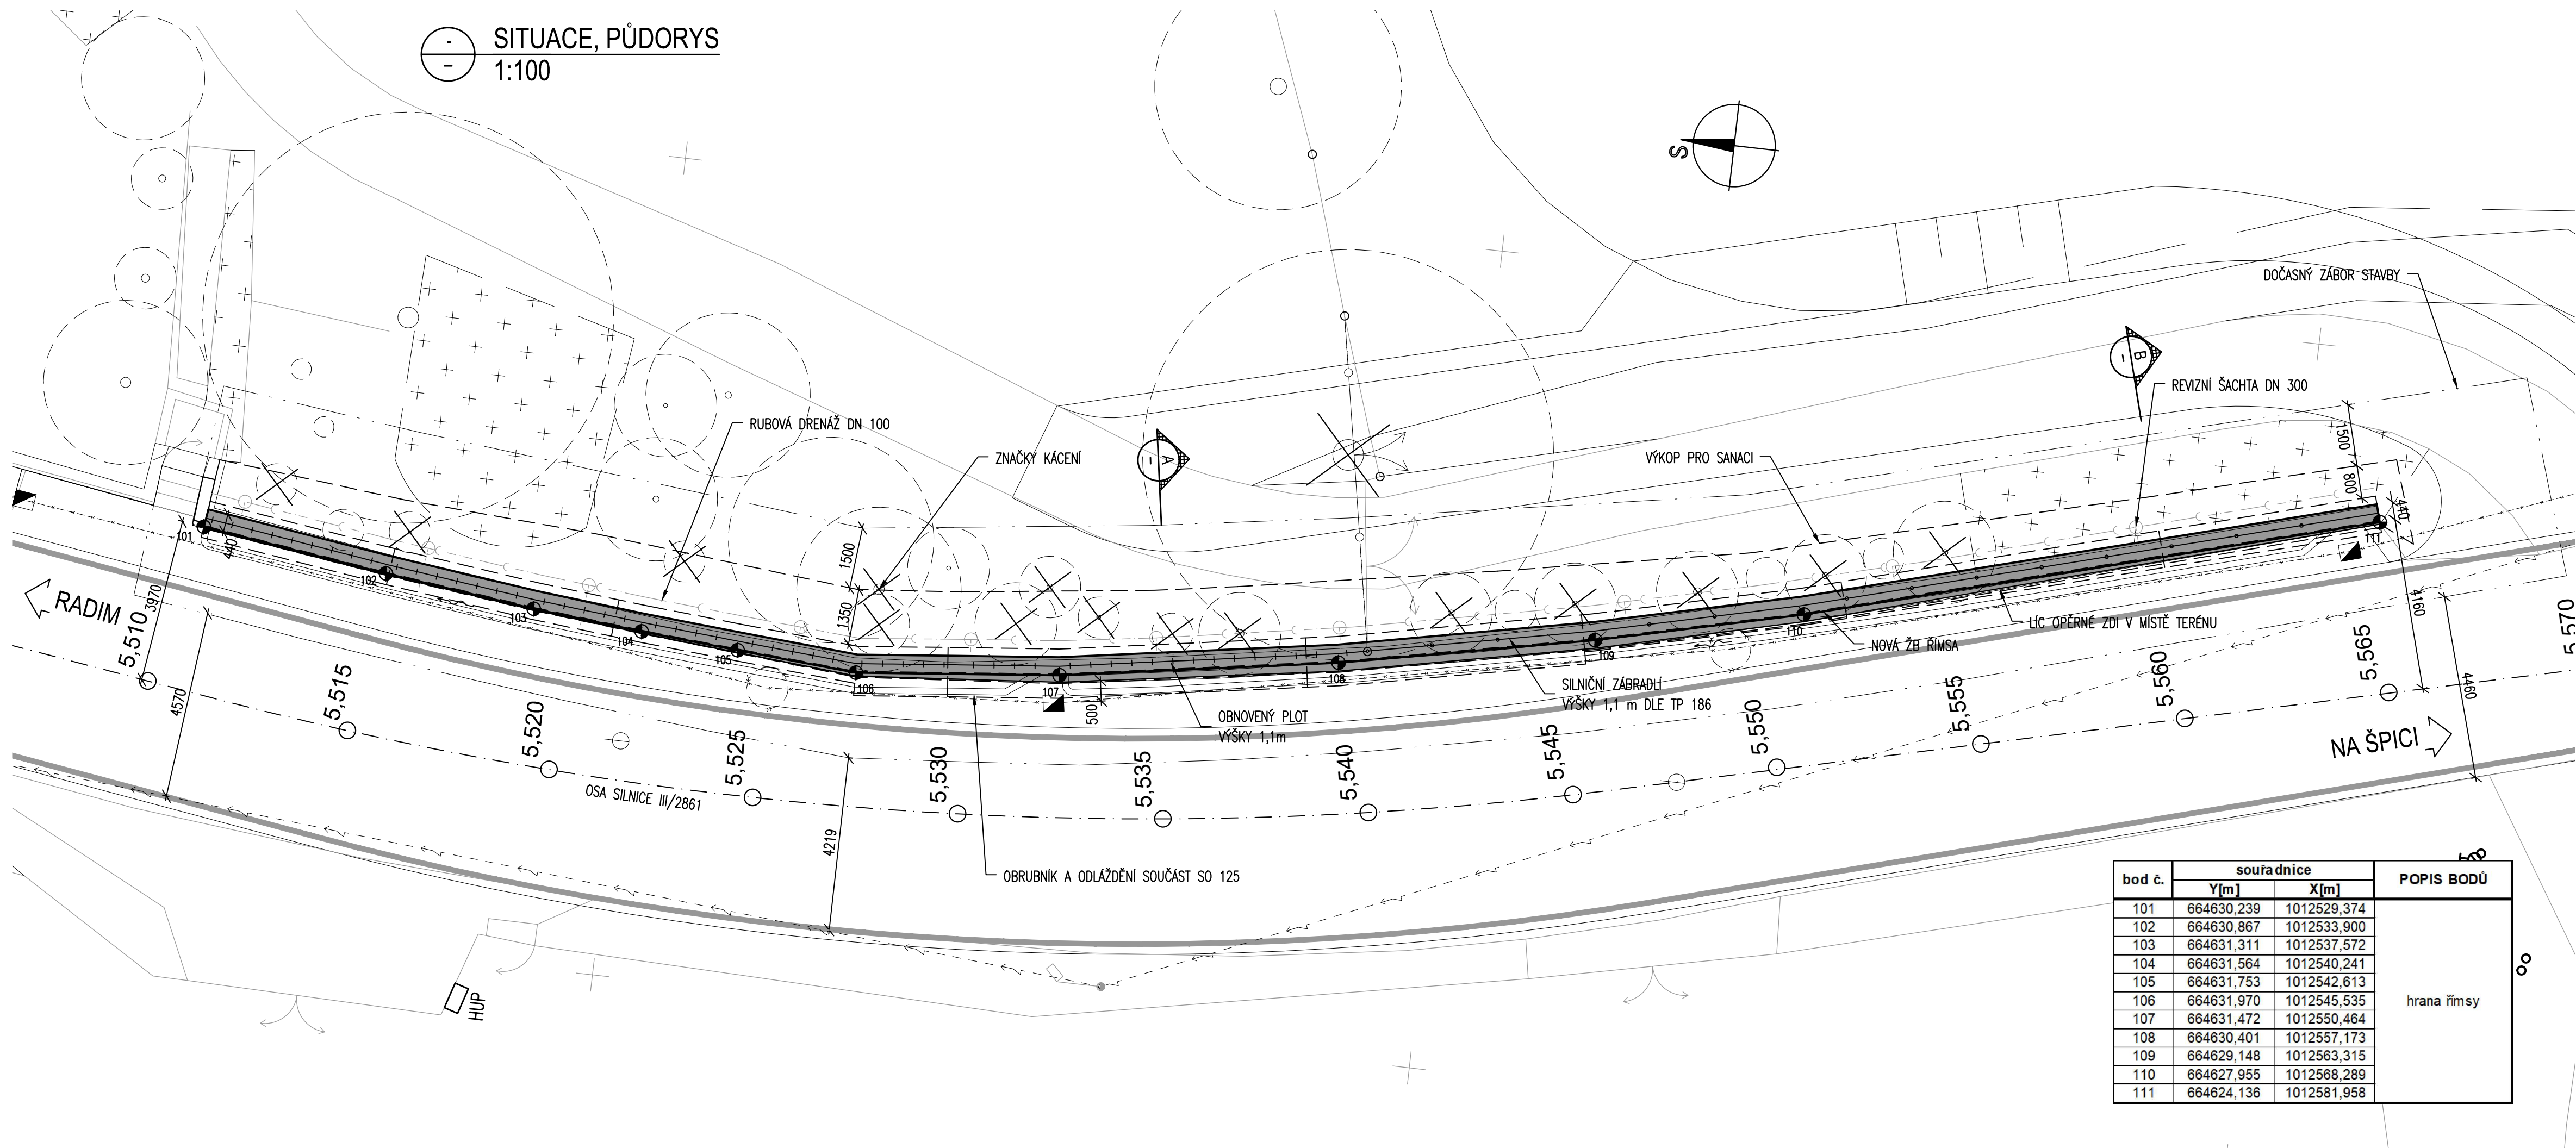 -
SITUACE, PŮDORYS
–
1:100
S
DOČASNÝ ZÁBOR STAVBY
B
–
REVIZNÍ ŠACHTA DN 300
RUBOVÁ DRENÁŽ DN 100
ZNAČKY KÁCENÍ
A
–
VÝKOP PRO SANACI
1500
800
440
101
440
102
103
104
105
106
107
108
109
110
111
1500
1350
500
3970
4570
4219
4160
4460
RADIM
LÍC OPĚRNÉ ZDI V MÍSTĚ TERÉNU
NOVÁ ŽB ŘÍMSA
SILNIČNÍ ZÁBRADLÍ
VÝŠKY 1,1 m DLE TP 186
OBNOVENÝ PLOT
VÝŠKY 1,1m
5,510
5,515
5,520
5,525
5,530
5,535
5,540
5,545
5,550
5,555
5,560
5,565
5,570
NA ŠPICI
OSA SILNICE III/2861
OBRUBNÍK A ODLÁŽDĚNÍ SOUČÁST SO 125
HUP
bod č. souřadnice POPIS BODŮ
Y[m] X[m]
101 664630,239 1012529,374
102 664630,867 1012533,900
103 664631,311 1012537,572
104 664631,564 1012540,241
105 664631,753 1012542,613
106 664631,970 1012545,535 hrana římsy
107 664631,472 1012550,464
108 664630,401 1012557,173
109 664629,148 1012563,315
110 664627,955 1012568,289
111 664624,136 1012581,958